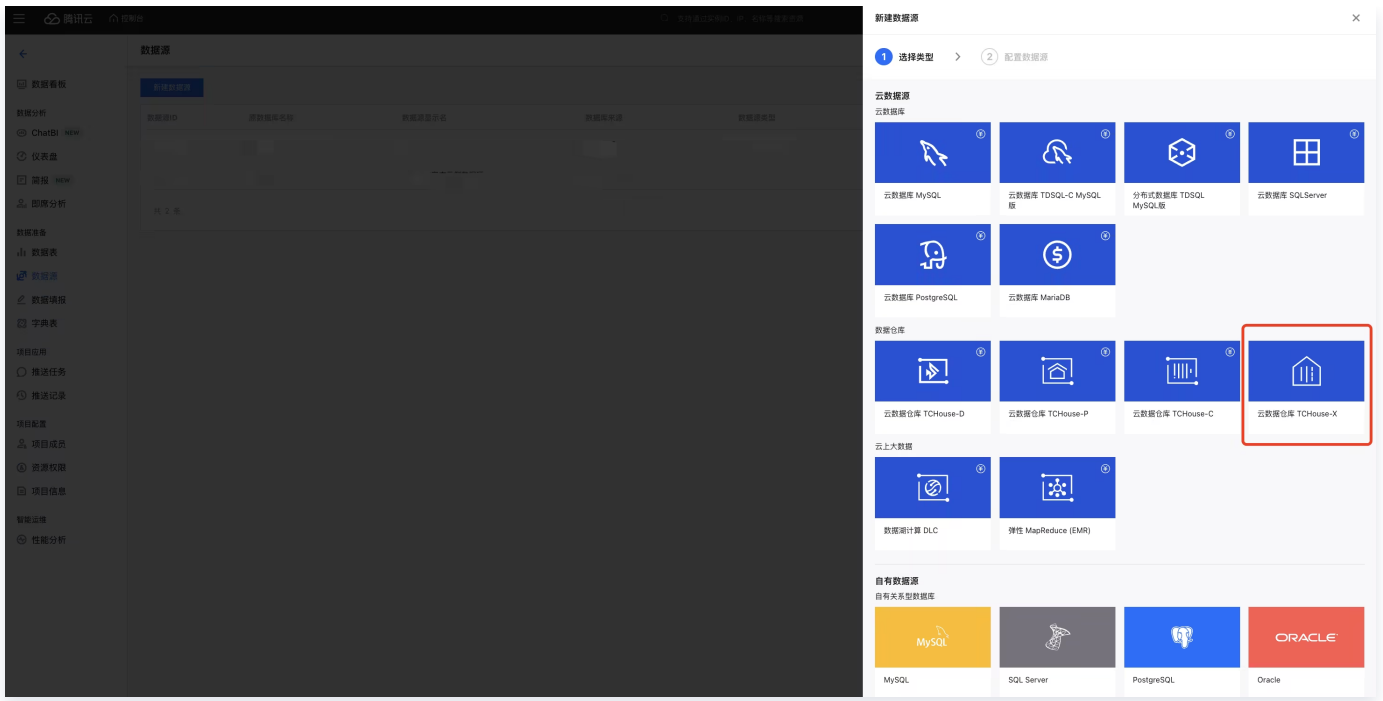 腾讯云 控制台
数据源
数据看板
新建数据源
数据分析
ChatBI NEW
仪表盘
简报 NEW
即席分析
数据准备
数据表
数据源
数据填报
字典表
项目应用
推送任务
推送记录
项目配置
项目成员
资源权限
项目信息
智能运维
性能分析
数据源ID
数据源显示名
共 2 条
新建数据源
1 选择类型 2 配置数据源
云数据源
云数据库
云数据库 MySQL
云数据库 TDSQL-C MySQL
版
分布式数据库 TDSQL
MySQL版
云数据库 SQLServer
云数据库 PostgreSQL
云数据库 MariaDB
数据仓库
云数据仓库 TCHouse-D
云数据仓库 TCHouse-P
云数据仓库 TCHouse-C
云数据仓库 TCHouse-X
云上大数据
数据湖计算 DLC
弹性 MapReduce (EMR)
自有数据源
自有关系型数据库
MySQL
ORACLE
MySQL
SQL Server
PostgreSQL
Oracle